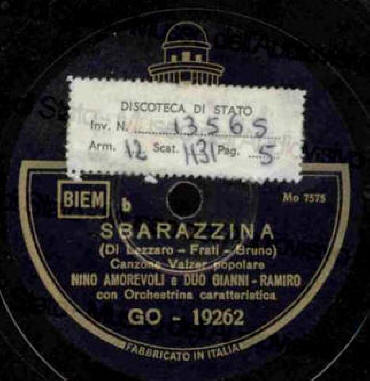 DISCOTECA DI STATO
Inv. N. 13565
Arm. 12 Scat. 1131 Pag. 5
BIEM b Mo 7575
SBARAZZINA
(Di Lazzaro - Frati - Bruno)
Canzone Valzer popolare
NINO AMOREVOLI e DUO GIANNI-RAMIRO
con Orchestrina caratteristica
GO - 19262
FABBRICATO IN ITALIA